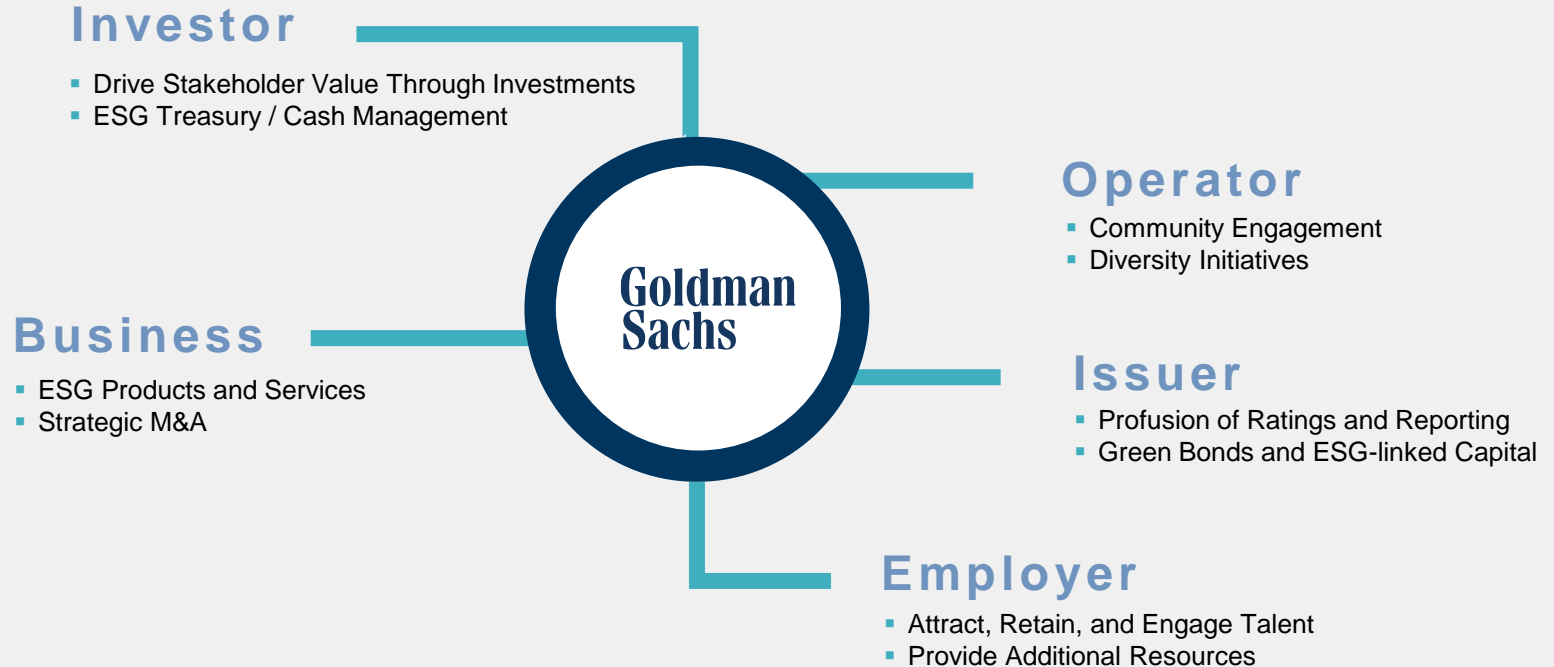 Investor
▪ Drive Stakeholder Value Through Investments
▪ ESG Treasury / Cash Management
Operator
▪ Community Engagement
▪ Diversity Initiatives
Goldman
Sachs
Business
▪ ESG Products and Services
▪ Strategic M&A
Issuer
▪ Profusion of Ratings and Reporting
▪ Green Bonds and ESG-linked Capital
Employer
▪ Attract, Retain, and Engage Talent
▪ Provide Additional Resources